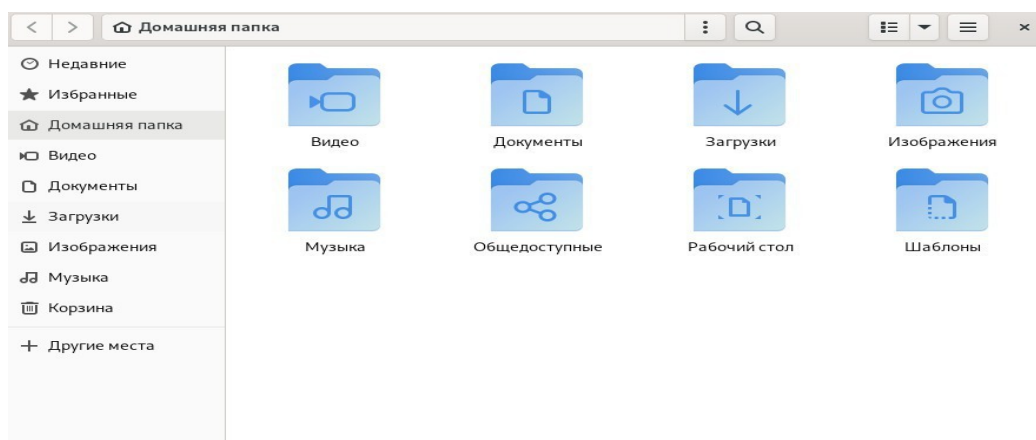 Домашняя папка
Недавние
Избранные
Домашняя папка
Видео
Документы
Загрузки
Изображения
Музыка
Корзина
Другие места
Видео
Документы
Загрузки
Изображения
Музыка
Общедоступные
Рабочий стол
Шаблоны